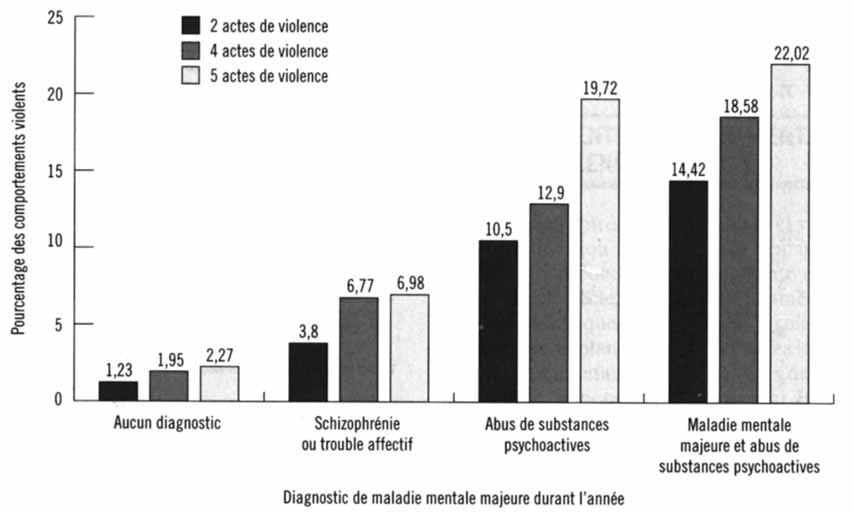 25
20
15
10
5
0
Pourcentage des comportements violents
2 actes de violence
4 actes de violence
5 actes de violence
1,23
1,95
2,27
3,8
6,77
6,98
10,5
12,9
19,72
14,42
18,58
22,02
Aucun diagnostic
Schizophrénie
ou trouble affectif
Abus de substances
psychoactives
Maladie mentale
majeure et abus de
substances psychoactives
Diagnostic de maladie mentale majeure durant l'année